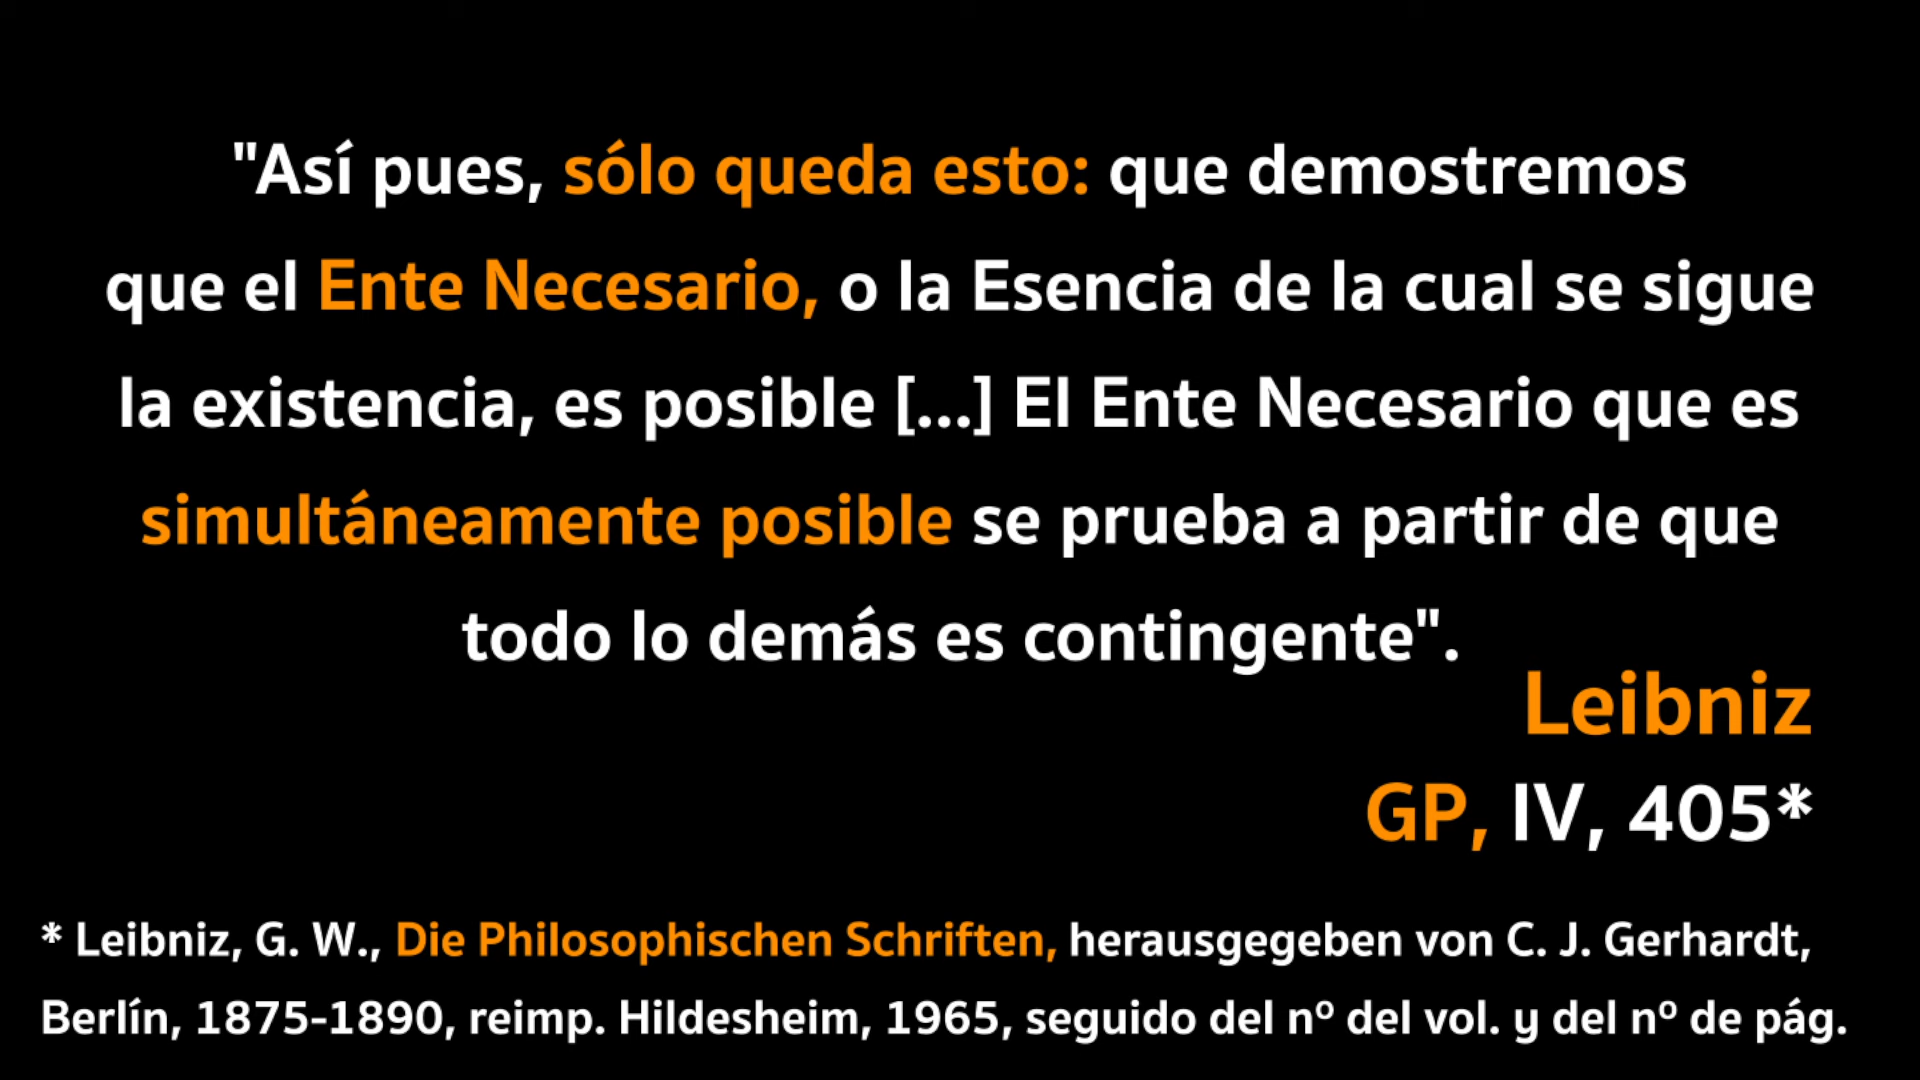 "Así pues, sólo queda esto: que demostremos
que el Ente Necesario, o la Esencia de la cual se sigue
la existencia, es posible [...] El Ente Necesario que es
simultáneamente posible se prueba a partir de que
todo lo demás es contingente".
Leibniz
GP, IV, 405*
* Leibniz, G. W., Die Philosophischen Schriften, herausgegeben von C. J. Gerhardt,
Berlín, 1875-1890, reimp. Hildesheim, 1965, seguido del nº del vol. y del nº de pág.